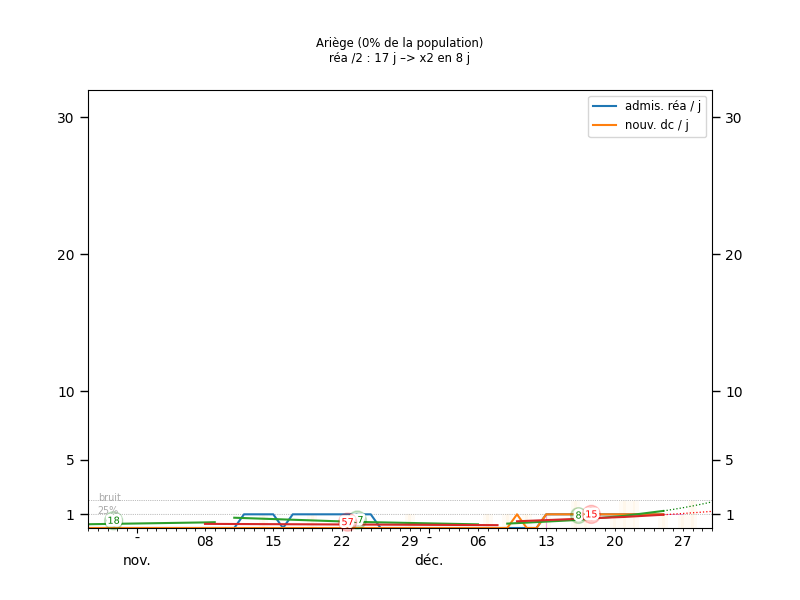 Ariège (0% de la population)
réa /2 : 17 j –> x2 en 8 j
admis. réa / j
nouv. dc / j
30 30
20 20
10 10
5 5
bruit
25%
1 1
18 57 7 8 15
- 08 15 22 29 - 06 13 20 27
nov. déc.